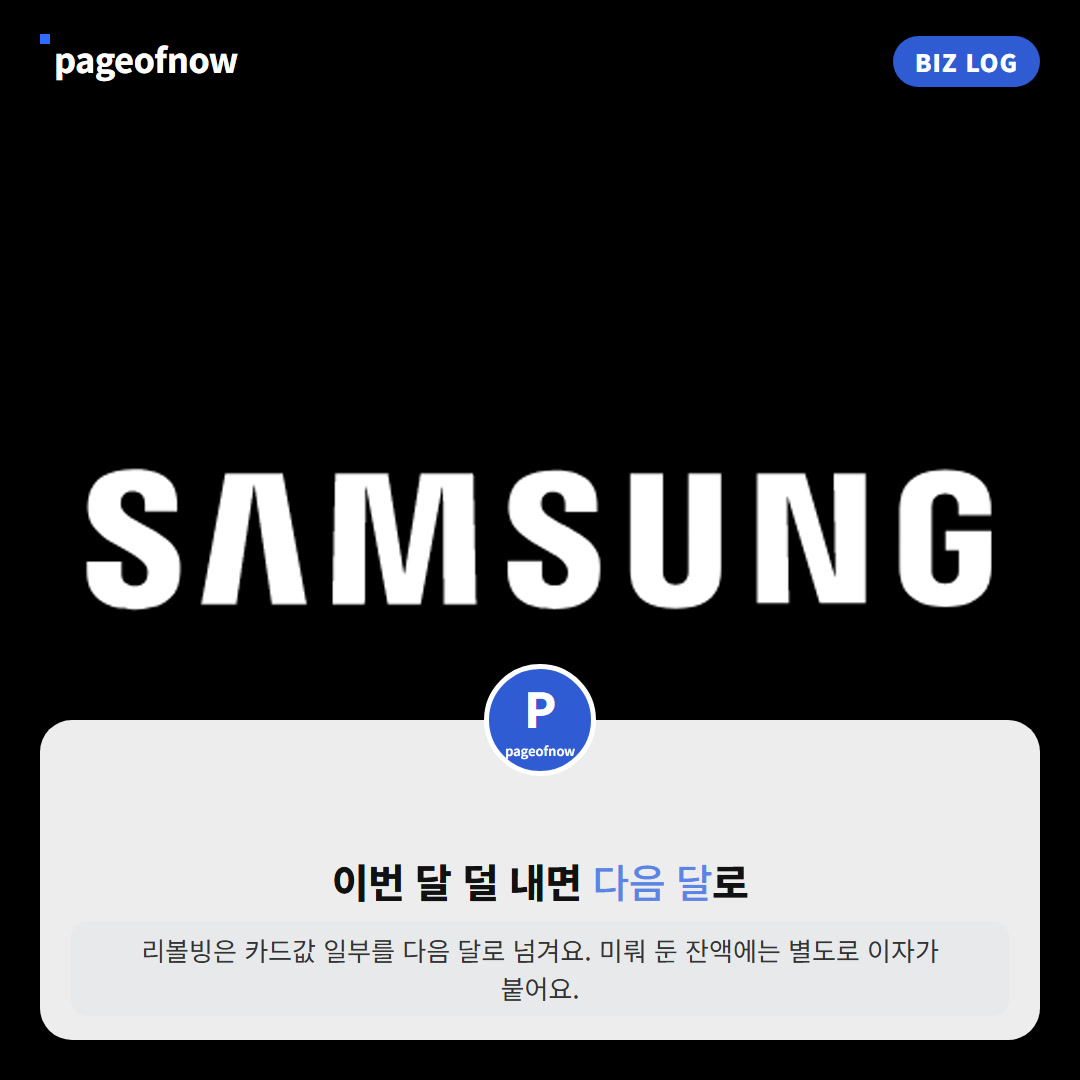 pageofnow
BIZ LOG
SAMSUNG
P
pageofnow
이번 달 덜 내면 다음 달로
리볼빙은 카드값 일부를 다음 달로 넘겨요. 미뤄 둔 잔액에는 별도로 이자가
붙어요.